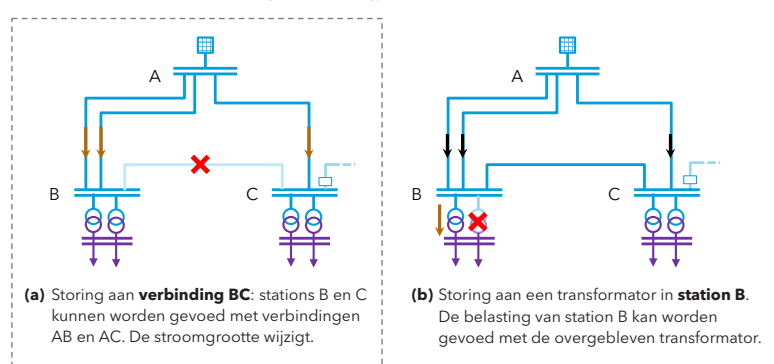 A
B
C
(a) Storing aan verbinding BC: stations B en C
kunnen worden gevoed met verbindingen
AB en AC. De stroomgrootte wijzigt.
A
B
C
(b) Storing aan een transformator in station B.
De belasting van station B kan worden
gevoed met de overgebleven transformator.